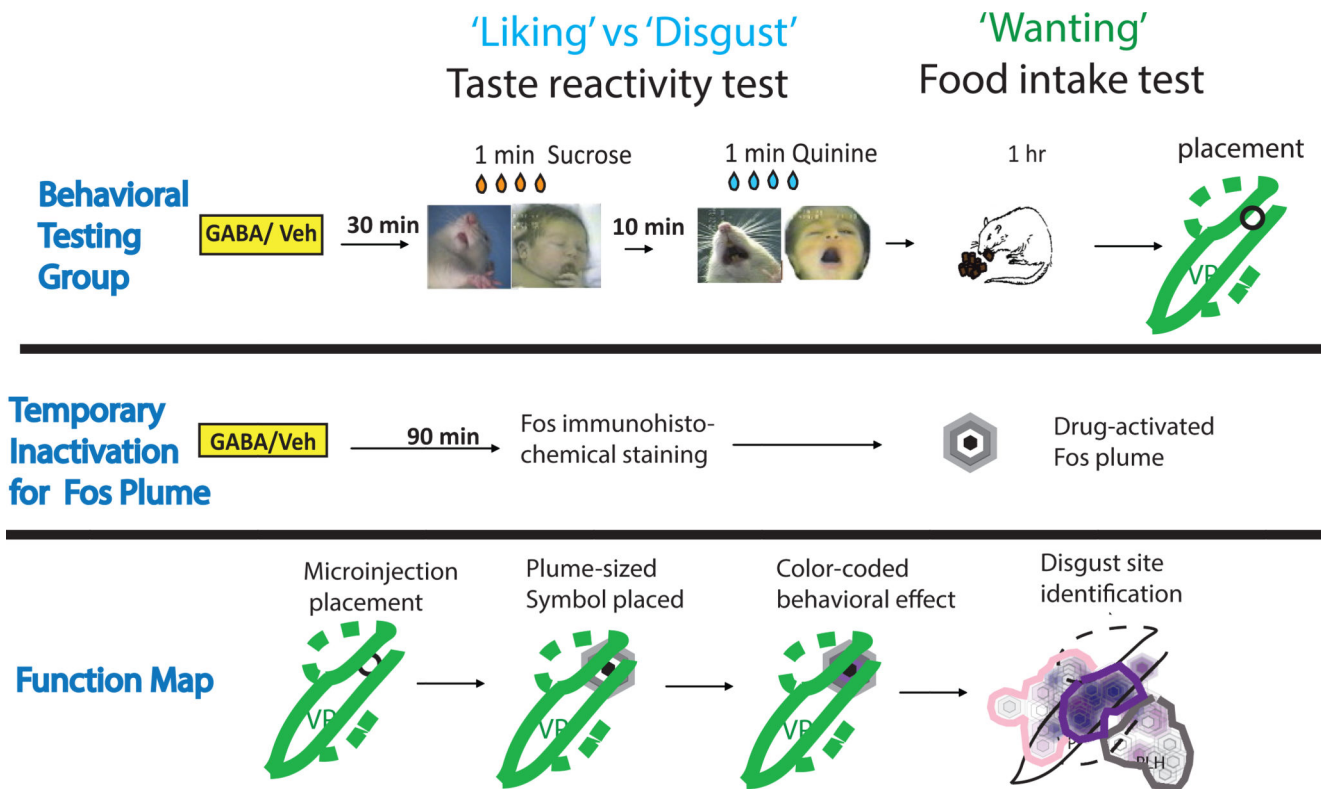 ‘Liking’ vs ‘Disgust’
‘Wanting’
Taste reactivity test
Food intake test
1 min Sucrose
1 min Quinine
1 hr
placement
Behavioral
Testing
Group
GABA/ Veh
30 min
10 min
VP
Temporary
Inactivation
for Fos Plume
GABA/Veh
90 min
Fos immunohisto-
chemical staining
Drug-activated
Fos plume
Microinjection
placement
Plume-sized
Symbol placed
Color-coded
behavioral effect
Disgust site
identification
Function Map
VP
VP
VP
PLH